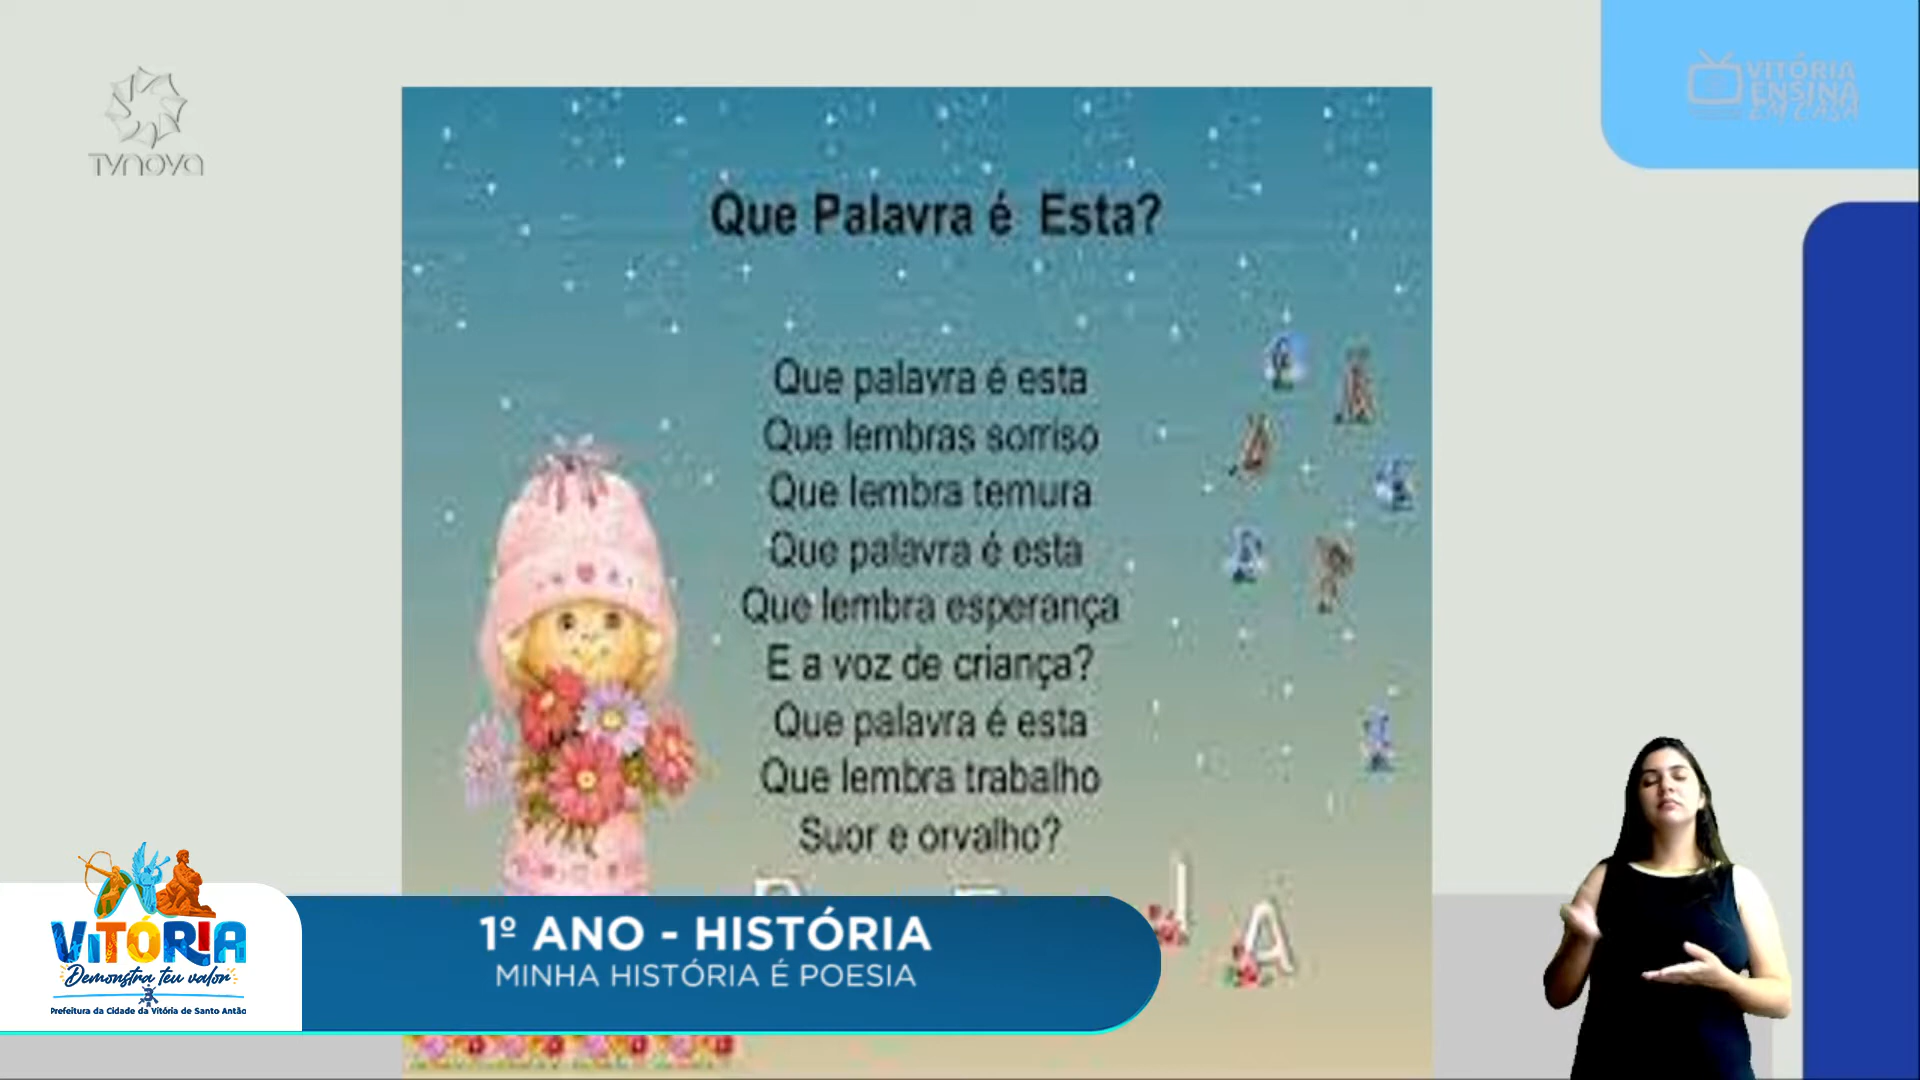 TVNOVA
VITÓRIA
ENSINA
EM CASA
Que Palavra é Esta?
Que palavra é esta
Que lembras sorriso
Que lembra ternura
Que palavra é esta
Que lembra esperança
E a voz de criança?
Que palavra é esta
Que lembra trabalho
Suor e orvalho?
1º ANO - HISTÓRIA
MINHA HISTÓRIA É POESIA
VITÓRIA
Demonstra teu valor
Prefeitura da Cidade da Vitória de Santo Antão